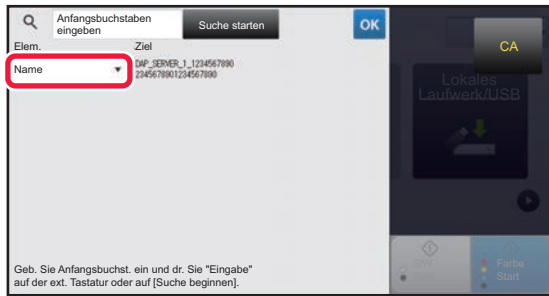 Anfangsbuchstaben
eingeben
Suche starten
OK
CA
Elem.
Ziel
Name
DAP_SERVER_1_1234567890
2345678901234567890
Lokales
Laufwerk/USB
Geb. Sie Anfangsbuchst. ein und dr. Sie "Eingabe"
auf der ext. Tastatur oder auf [Suche beginnen].
Farbe
Start